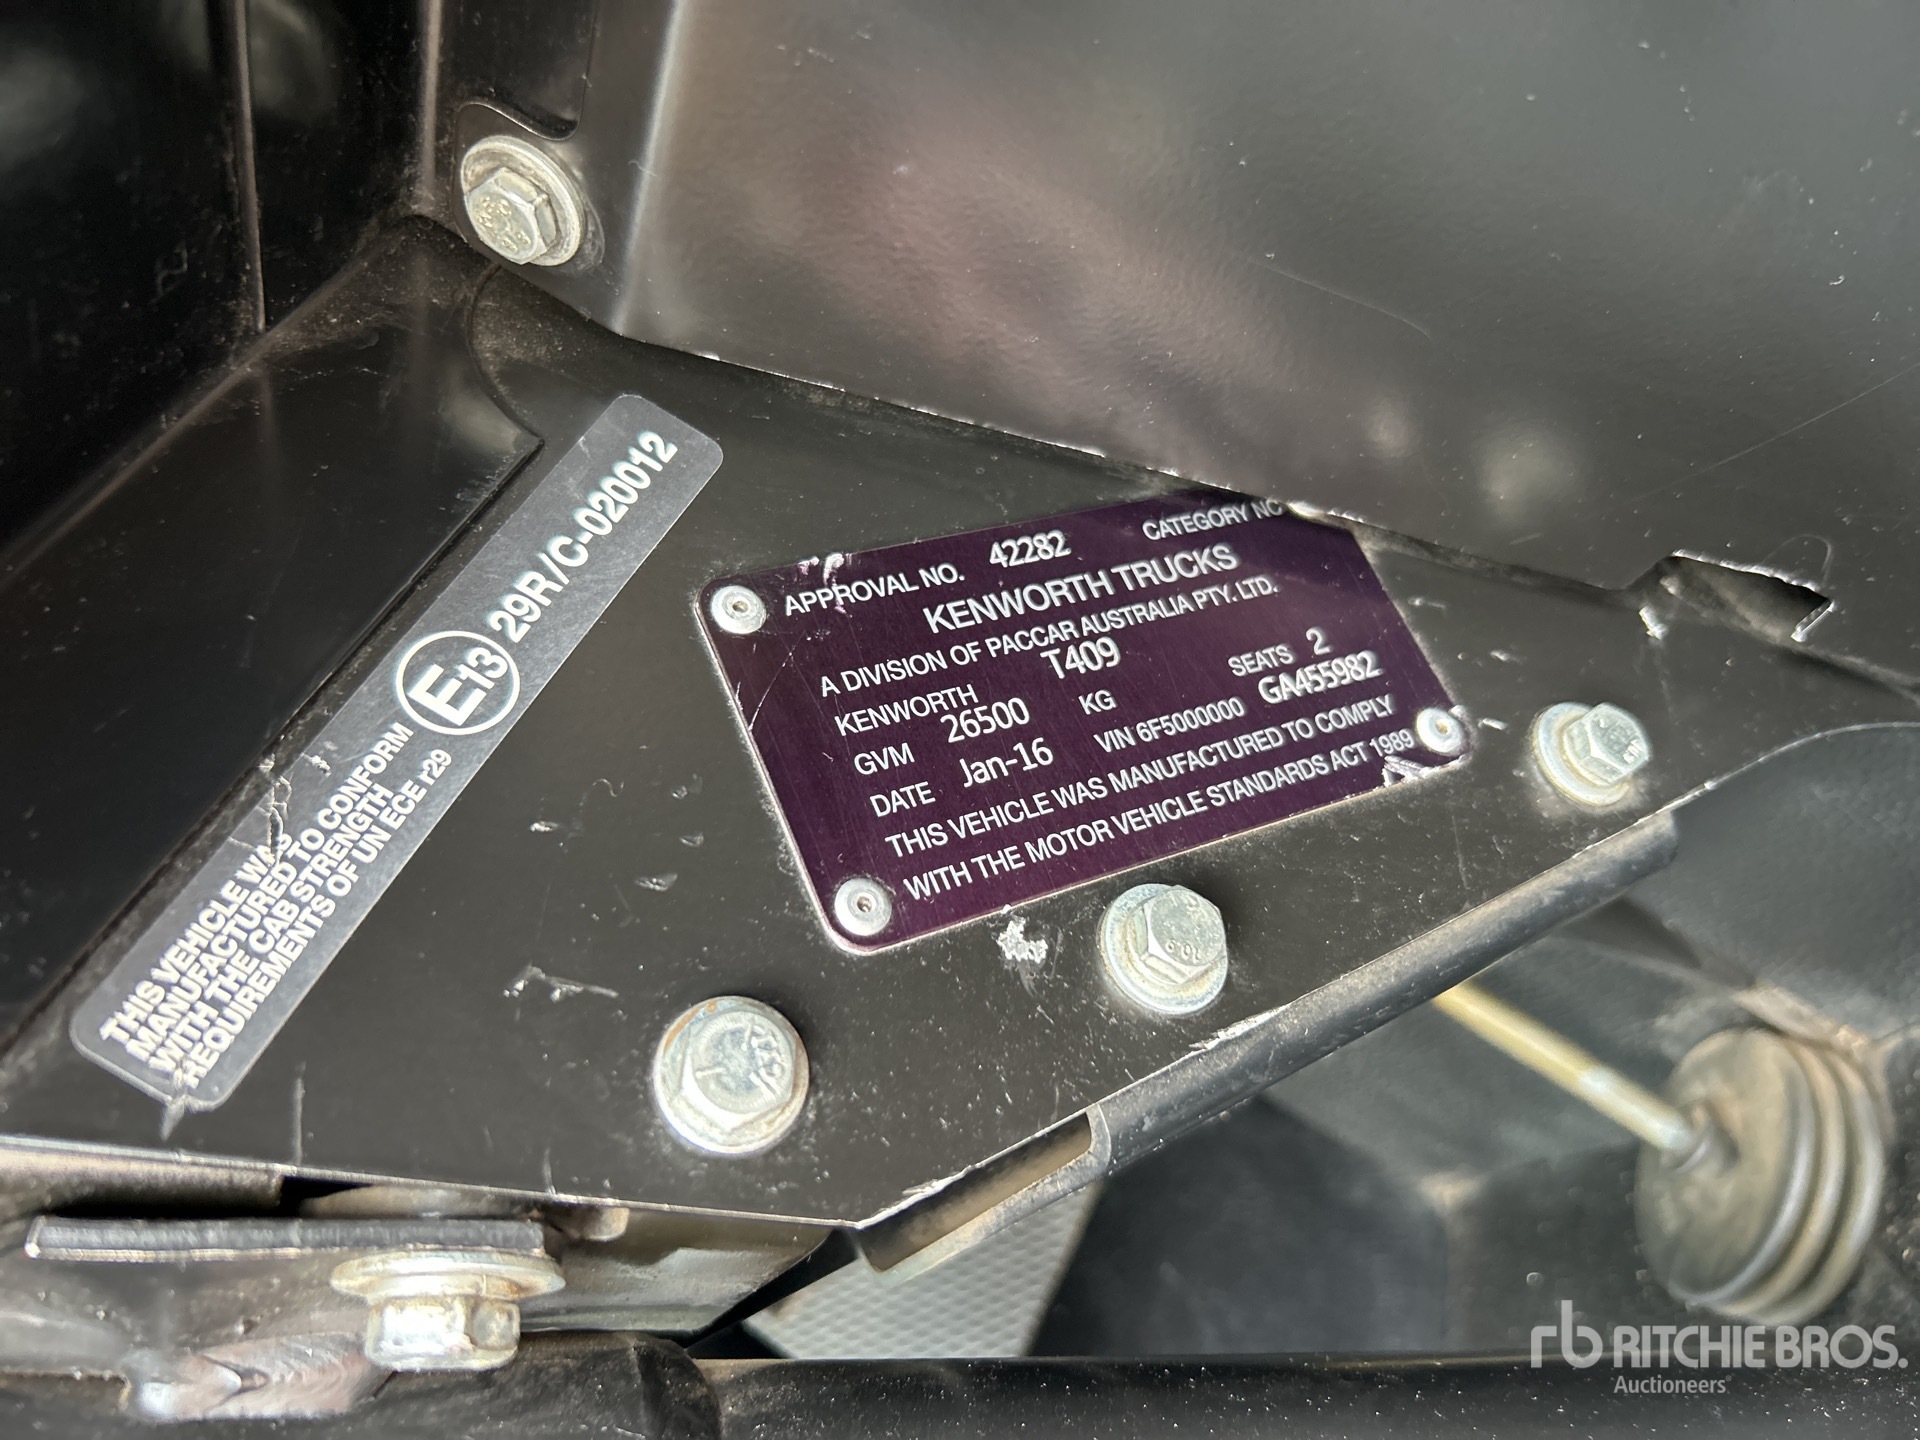 APPROVAL NO. 42282 CATEGORY NC
KENWORTH TRUCKS
A DIVISION OF PACCAR AUSTRALIA PTY. LTD.
KENWORTH T409 SEATS 2
GVM 26500 KG
DATE Jan-16 VIN 6F5000000 GA455982
THIS VEHICLE WAS MANUFACTURED TO COMPLY
WITH THE MOTOR VEHICLE STANDARDS ACT 1989
THIS VEHICLE WAS
MANUFACTURED TO CONFORM
WITH THE CAB STRENGTH
REQUIREMENTS OF UN ECE r29
E13 29R/C-020012
rb RITCHIE BROS.
Auctioneers